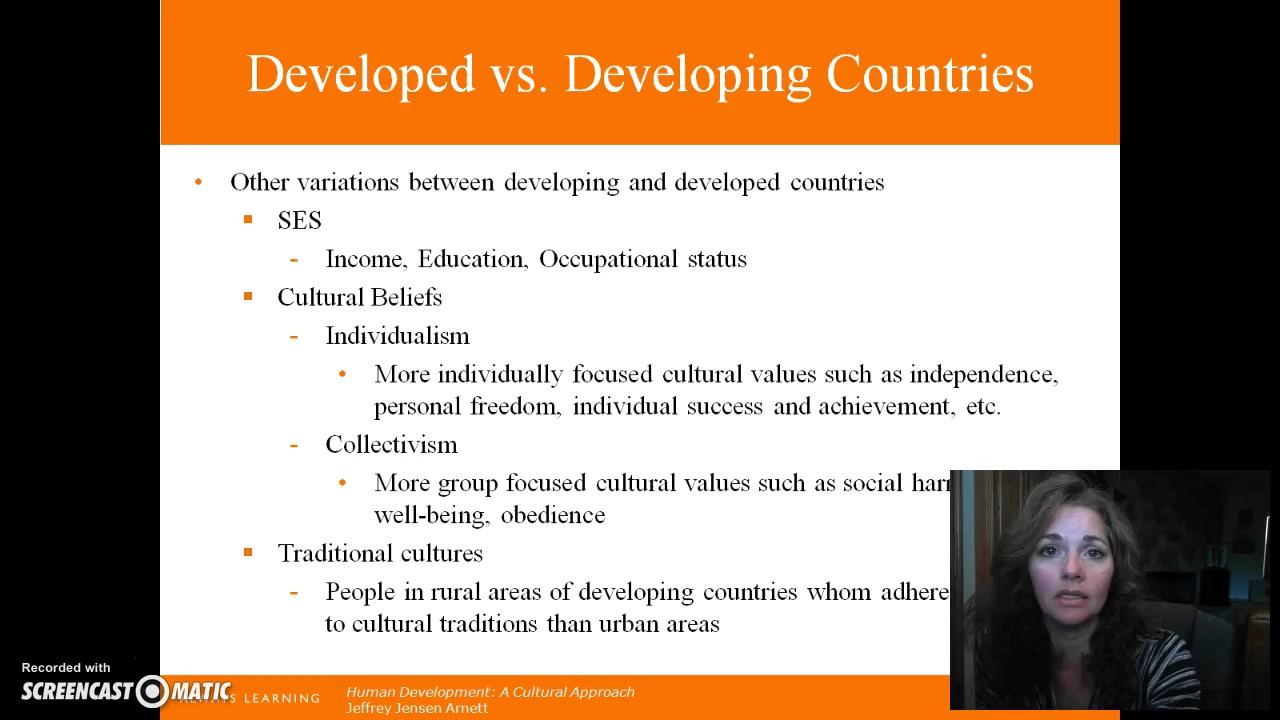 Developed vs. Developing Countries
• Other variations between developing and developed countries
▪ SES
- Income, Education, Occupational status
▪ Cultural Beliefs
- Individualism
• More individually focused cultural values such as independence,
personal freedom, individual success and achievement, etc.
- Collectivism
• More group focused cultural values such as social
well-being, obedience
▪ Traditional cultures
- People in rural areas of developing countries whom adhere
to cultural traditions than urban areas
Recorded with
SCREENCAST-O-MATIC
LEARNING
Human Development: A Cultural Approach
Jeffrey Jensen Arnett